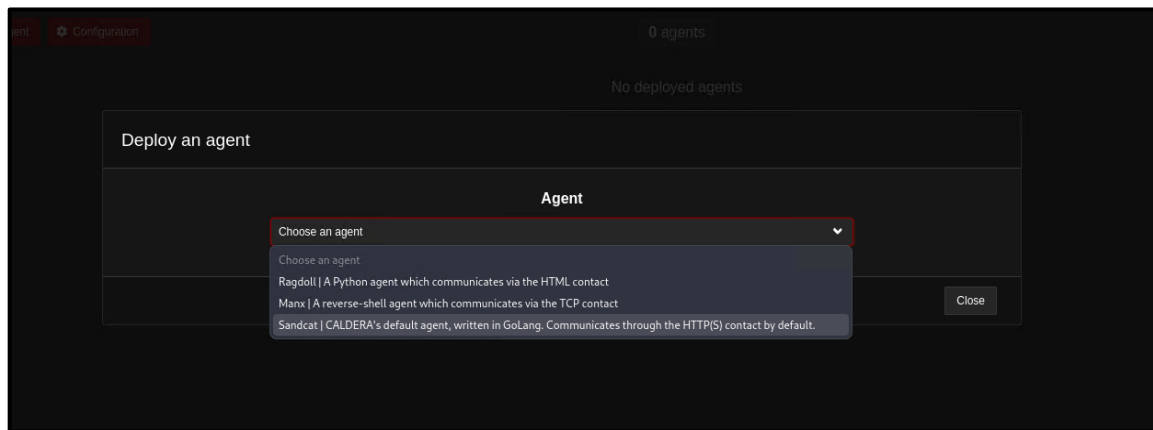 ent Configuration 0 agents
No deployed agents
Deploy an agent
Agent
Choose an agent
Choose an agent
Ragdoll | A Python agent which communicates via the HTML contact
Manx | A reverse-shell agent which communicates via the TCP contact
Sandcat | CALDERA's default agent, written in GoLang. Communicates through the HTTP(S) contact by default.
Close